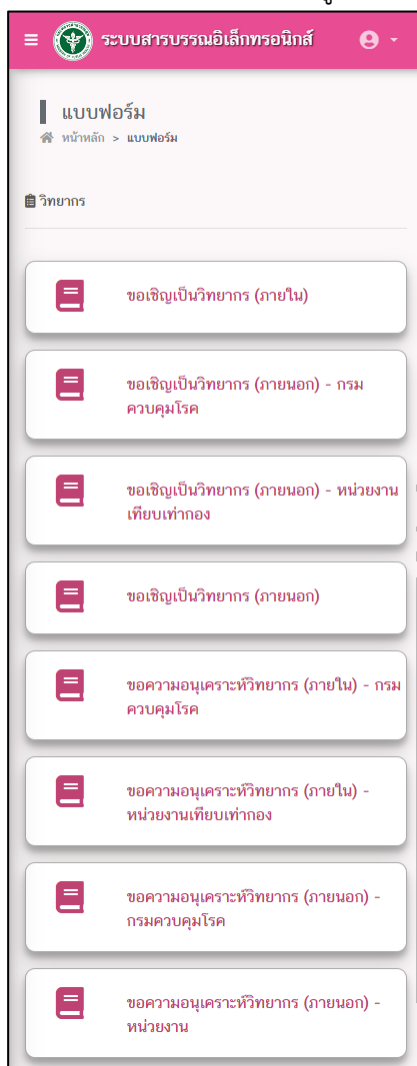 ระบบสารบรรณอิเล็กทรอนิกส์
แบบฟอร์ม
หน้าหลัก > แบบฟอร์ม
วิทยากร
ขอเชิญเป็นวิทยากร (ภายใน)
ขอเชิญเป็นวิทยากร (ภายนอก) - กรม
ควบคุมโรค
ขอเชิญเป็นวิทยากร (ภายนอก) - หน่วยงาน
เทียบเท่ากอง
ขอเชิญเป็นวิทยากร (ภายนอก)
ขอความอนุเคราะห์วิทยากร (ภายใน) - กรม
ควบคุมโรค
ขอความอนุเคราะห์วิทยากร (ภายใน) -
หน่วยงานเทียบเท่ากอง
ขอความอนุเคราะห์วิทยากร (ภายนอก) -
กรมควบคุมโรค
ขอความอนุเคราะห์วิทยากร (ภายนอก) -
หน่วยงาน